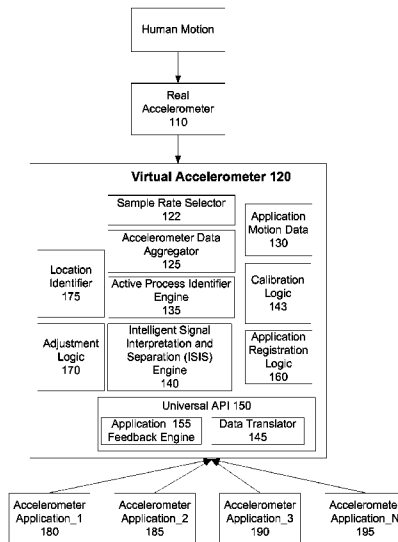 Human Motion
Real
Accelerometer
110
Virtual Accelerometer 120
Sample Rate Selector
122
Application
Motion Data
130
Accelerometer Data
Aggregator
125
Location
Identifier
175
Active Process Identifier
Engine
135
Calibration
Logic
143
Adjustment
Logic
170
Intelligent Signal
Interpretation and
Separation (ISIS)
Engine
140
Application
Registration
Logic
160
Universal API 150
Application 155
Feedback Engine
Data Translator
145
Accelerometer
Application_1
180
Accelerometer
Application_2
185
Accelerometer
Application_3
190
Accelerometer
Application_N
195